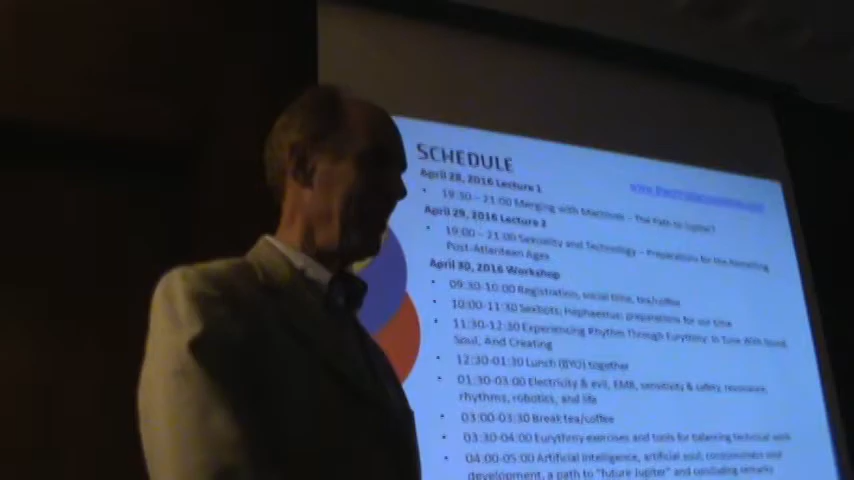 SCHEDULE
April 28, 2016 Lecture 1
• 19:30 – 21:00 Merging with Machines – The Path to Jupiter?
April 29, 2016 Lecture 2
• 19:00 – 21:00 Sexuality and Technology – Preparations for the Remaining
Post-Atlantean Ages
April 30, 2016 Workshop
• 09:30-10:00 Registration, social time, tea/coffee
• 10:00-11:30 Sexbots, Hephaestus; preparations for our time
• 11:30-12:30 Experiencing Rhythm Through Eurythmy: In Tune With
Soul, And Creating
• 12:30-01:30 Lunch (BYO) together
• 01:30-03:00 Electricity & evil, EMR, sensitivity & safety, resonance,
rhythms, robotics, and life
• 03:00-03:30 Break tea/coffee
• 03:30-04:00 Eurythmy exercises and tools for balancing technical work
• 04:00-05:00 Artificial intelligence, artificial soul, consciousness and
development, a path to "future Jupiter" and concluding remarks